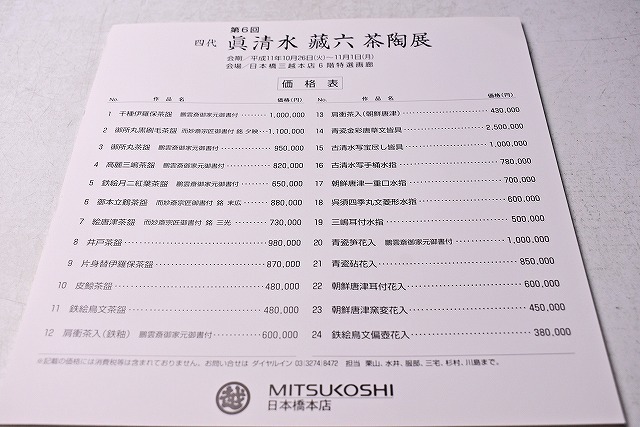 第6回
四代 眞清水 藏六 茶陶展
会期／平成11年10月26日(火)〜11月1日(月)
会場／日本橋三越本店6階特選画廊
価格表
No. 作品名 価格(円)
1 千種伊羅保茶盌 鵬雲斎御家元御書付 1,000,000
2 御所丸黒刷毛茶盌 而妙斎宗匠御書付 銘 夕映 1,100,000
3 御所丸茶盌 鵬雲斎御家元御書付 950,000
4 高麗三嶋茶盌 鵬雲斎御家元御書付 820,000
5 鉄絵月ニ紅葉茶盌 鵬雲斎御家元御書付 650,000
6 御本立鶴茶盌 而妙斎宗匠御書付 銘 末広 880,000
7 絵唐津茶盌 而妙斎宗匠御書付 銘 三光 730,000
8 井戸茶盌 980,000
9 片身替伊羅保茶盌 870,000
10 皮鯨茶盌 480,000
11 鉄絵鳥文茶盌 480,000
12 肩衝茶入(鉄釉) 鵬雲斎御家元御書付 600,000
No. 作品名 価格(円)
13 肩衝茶入(朝鮮唐津) 430,000
14 青瓷金彩唐草文皆具 2,500,000
15 古清水写宝尽し皆具 1,000,000
16 古清水写手桶水指 780,000
17 朝鮮唐津一重口水指 700,000
18 呉須四季丸文菱形水指 600,000
19 三嶋耳付水指 500,000
20 青瓷笋花入 鵬雲斎御家元御書付 1,000,000
21 青瓷砧花入 850,000
22 朝鮮唐津耳付花入 600,000
23 朝鮮唐津窯変花入 450,000
24 鉄絵鳥文偏壺花入 380,000
※記載の価格には消費税等は含まれておりません。お問い合せは ダイヤルイン 03(3274)8472 担当 栗山、水井、服部、三宅、杉村、川島まで。
越 MITSUKOSHI
日本橋本店